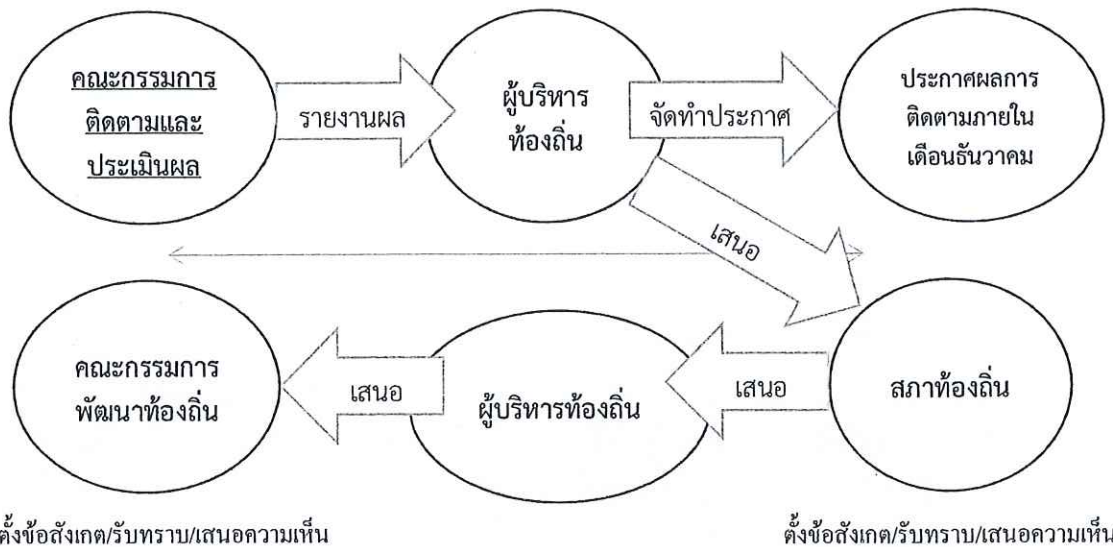 คณะกรรมการ
ติดตามและ
ประเมินผล
รายงานผล
ผู้บริหาร
ท้องถิ่น
จัดทำประกาศ
ประกาศผลการ
ติดตามภายใน
เดือนธันวาคม
เสนอ
คณะกรรมการ
พัฒนาท้องถิ่น
เสนอ
ผู้บริหารท้องถิ่น
เสนอ
สภาท้องถิ่น
ตั้งข้อสังเกต/รับทราบ/เสนอความเห็น
ตั้งข้อสังเกต/รับทราบ/เสนอความเห็น